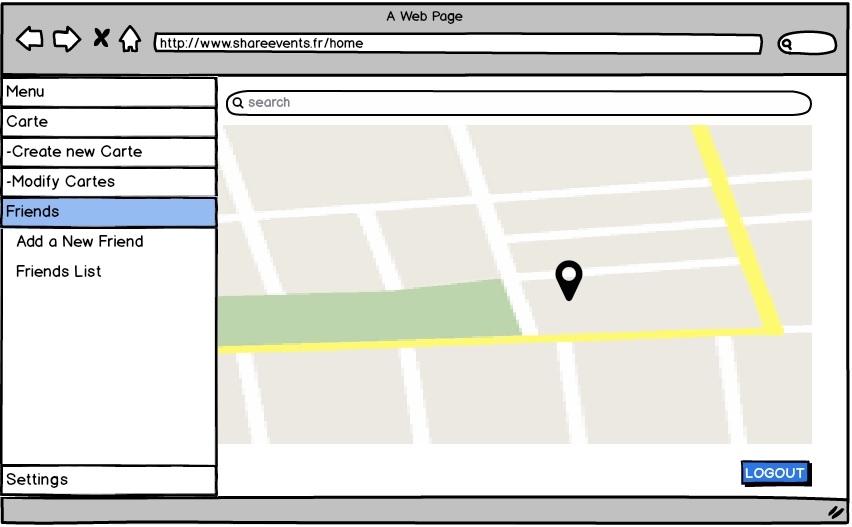 A Web Page
http://www.shareevents.fr/home
Menu
search
Carte
-Create new Carte
-Modify Cartes
Friends
Add a New Friend
Friends List
Settings
LOGOUT